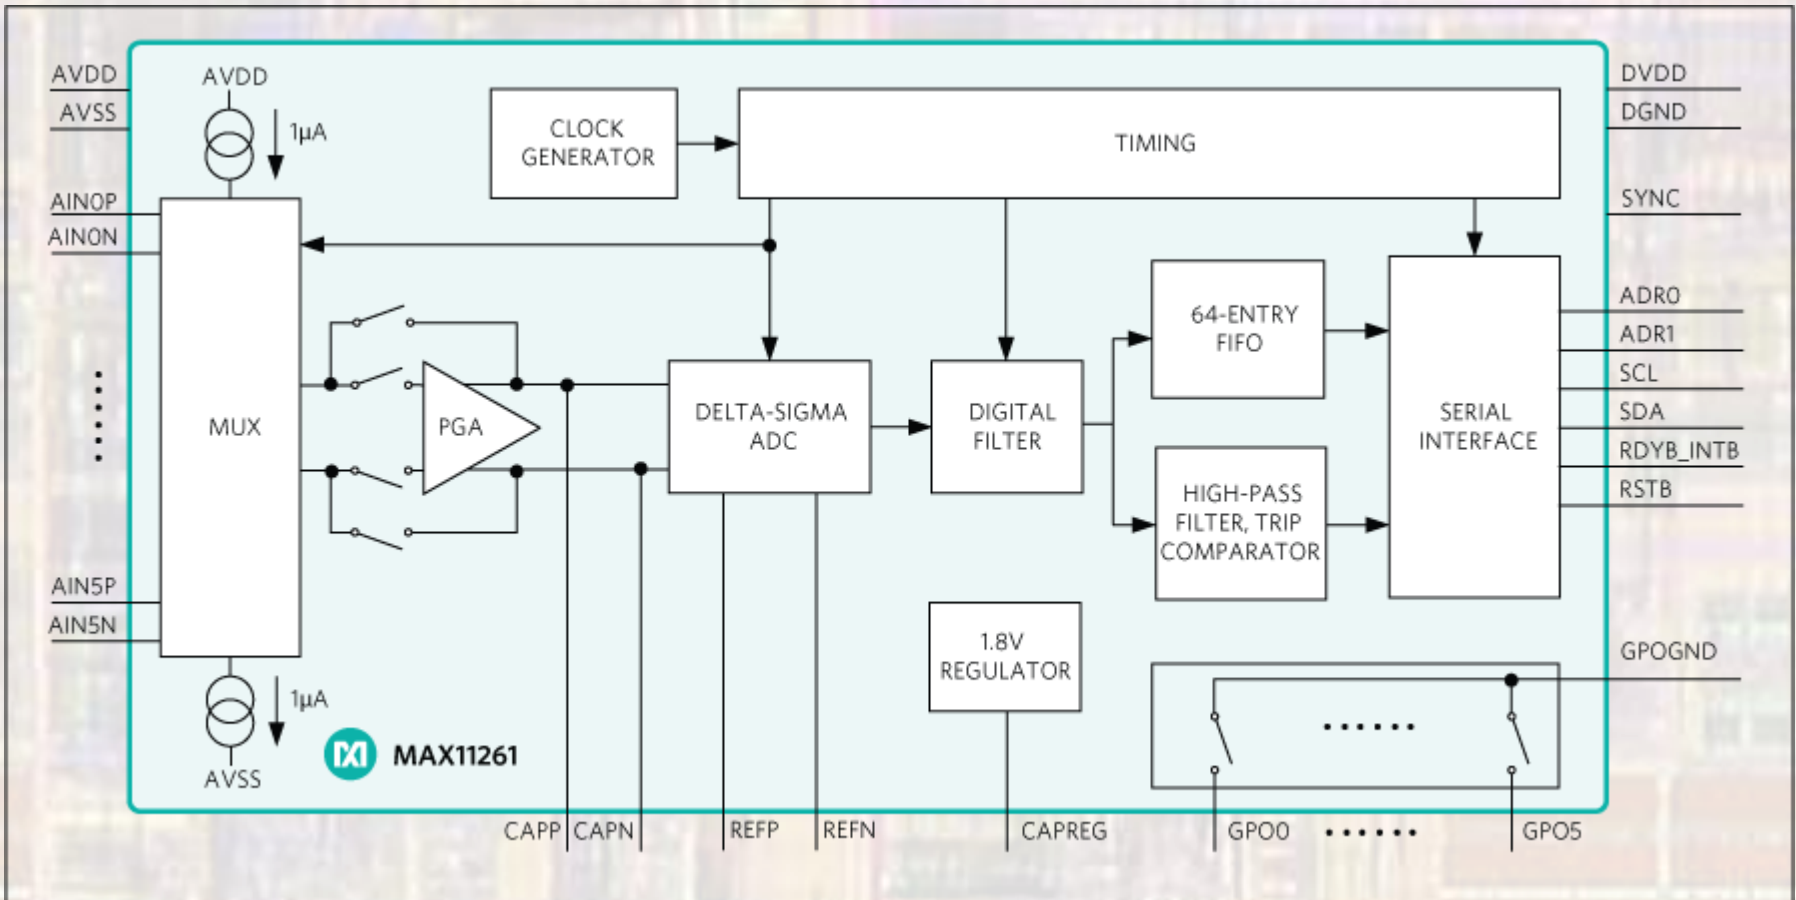 AVDD
AVSS
AVDD
1µA
AIN0P
AIN0N
CLOCK
GENERATOR
TIMING
DVDD
DGND
SYNC
MUX
PGA
DELTA-SIGMA
ADC
DIGITAL
FILTER
64-ENTRY
FIFO
HIGH-PASS
FILTER, TRIP
COMPARATOR
SERIAL
INTERFACE
ADR0
ADR1
SCL
SDA
RDYB_INTB
RSTB
AIN5P
AIN5N
1µA
AVSS
MAX11261
1.8V
REGULATOR
GPOGND
CAPP
CAPN
REFP
REFN
CAPREG
GPO0
GPO5